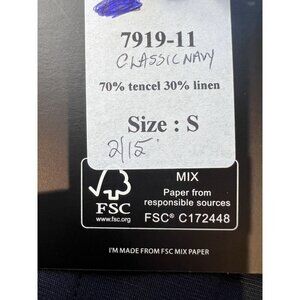 7919-11
CLASSIC NAVY
70% tencel 30% linen
Size : S
2/15
MIX
Paper from
responsible sources
FSC® C172448
FSC
www.fsc.org
I'M MADE FROM FSC MIX PAPER